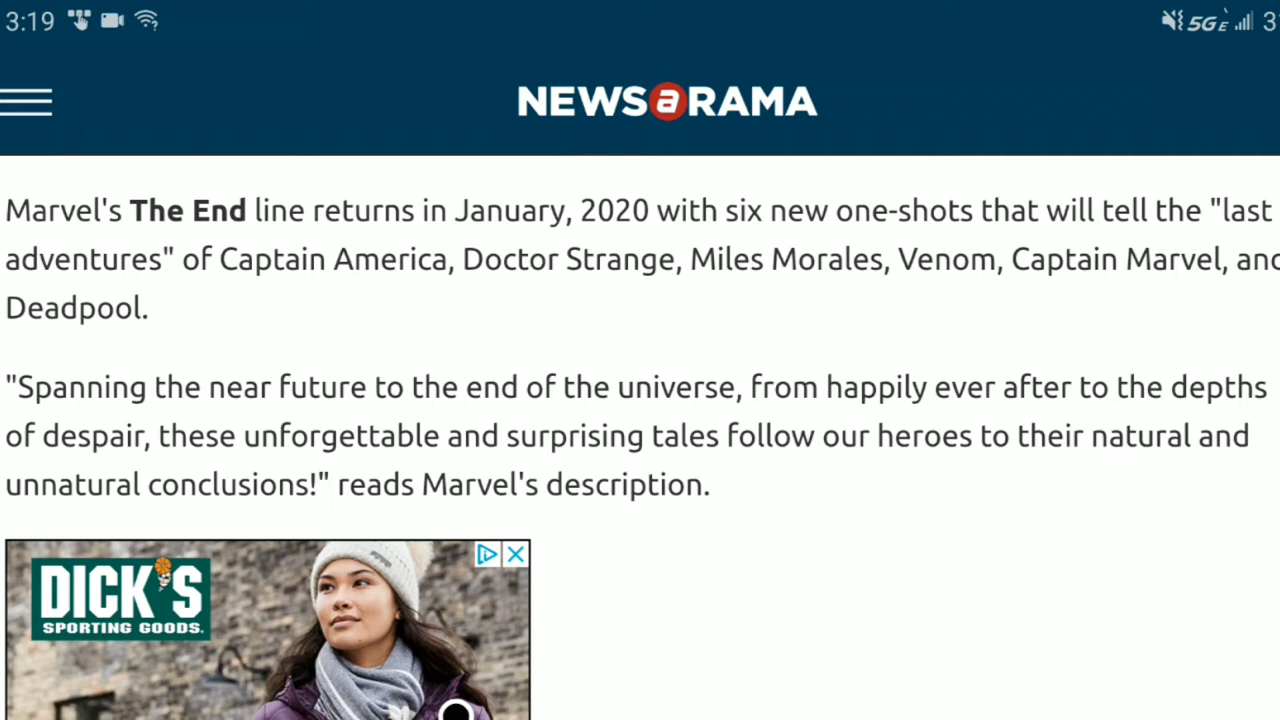 3:19 5GE 3
NEWSaRAMA
Marvel's The End line returns in January, 2020 with six new one-shots that will tell the "last
adventures" of Captain America, Doctor Strange, Miles Morales, Venom, Captain Marvel, and
Deadpool.
"Spanning the near future to the end of the universe, from happily ever after to the depths
of despair, these unforgettable and surprising tales follow our heroes to their natural and
unnatural conclusions!" reads Marvel's description.
DICK'S
SPORTING GOODS.